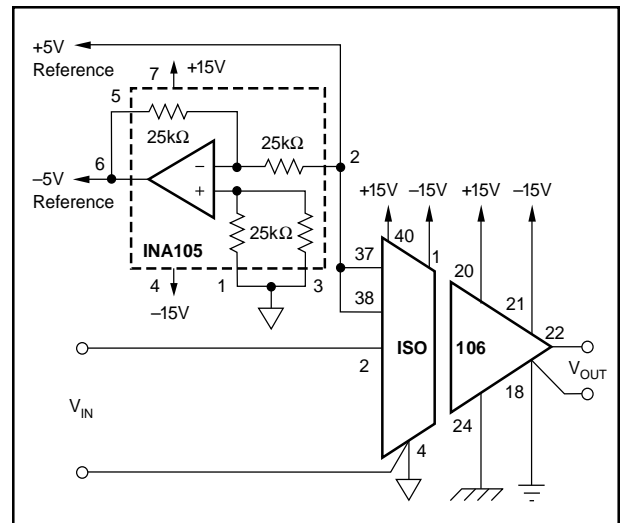 +5V
Reference
7
+15V
5
25kΩ
25kΩ
6
2
–
+
–5V
Reference
+15V
–15V
+15V
–15V
25kΩ
40
1
37
20
INA105
21
4
1
3
38
22
–15V
2
ISO
106
V_OUT
18
V_IN
4
24